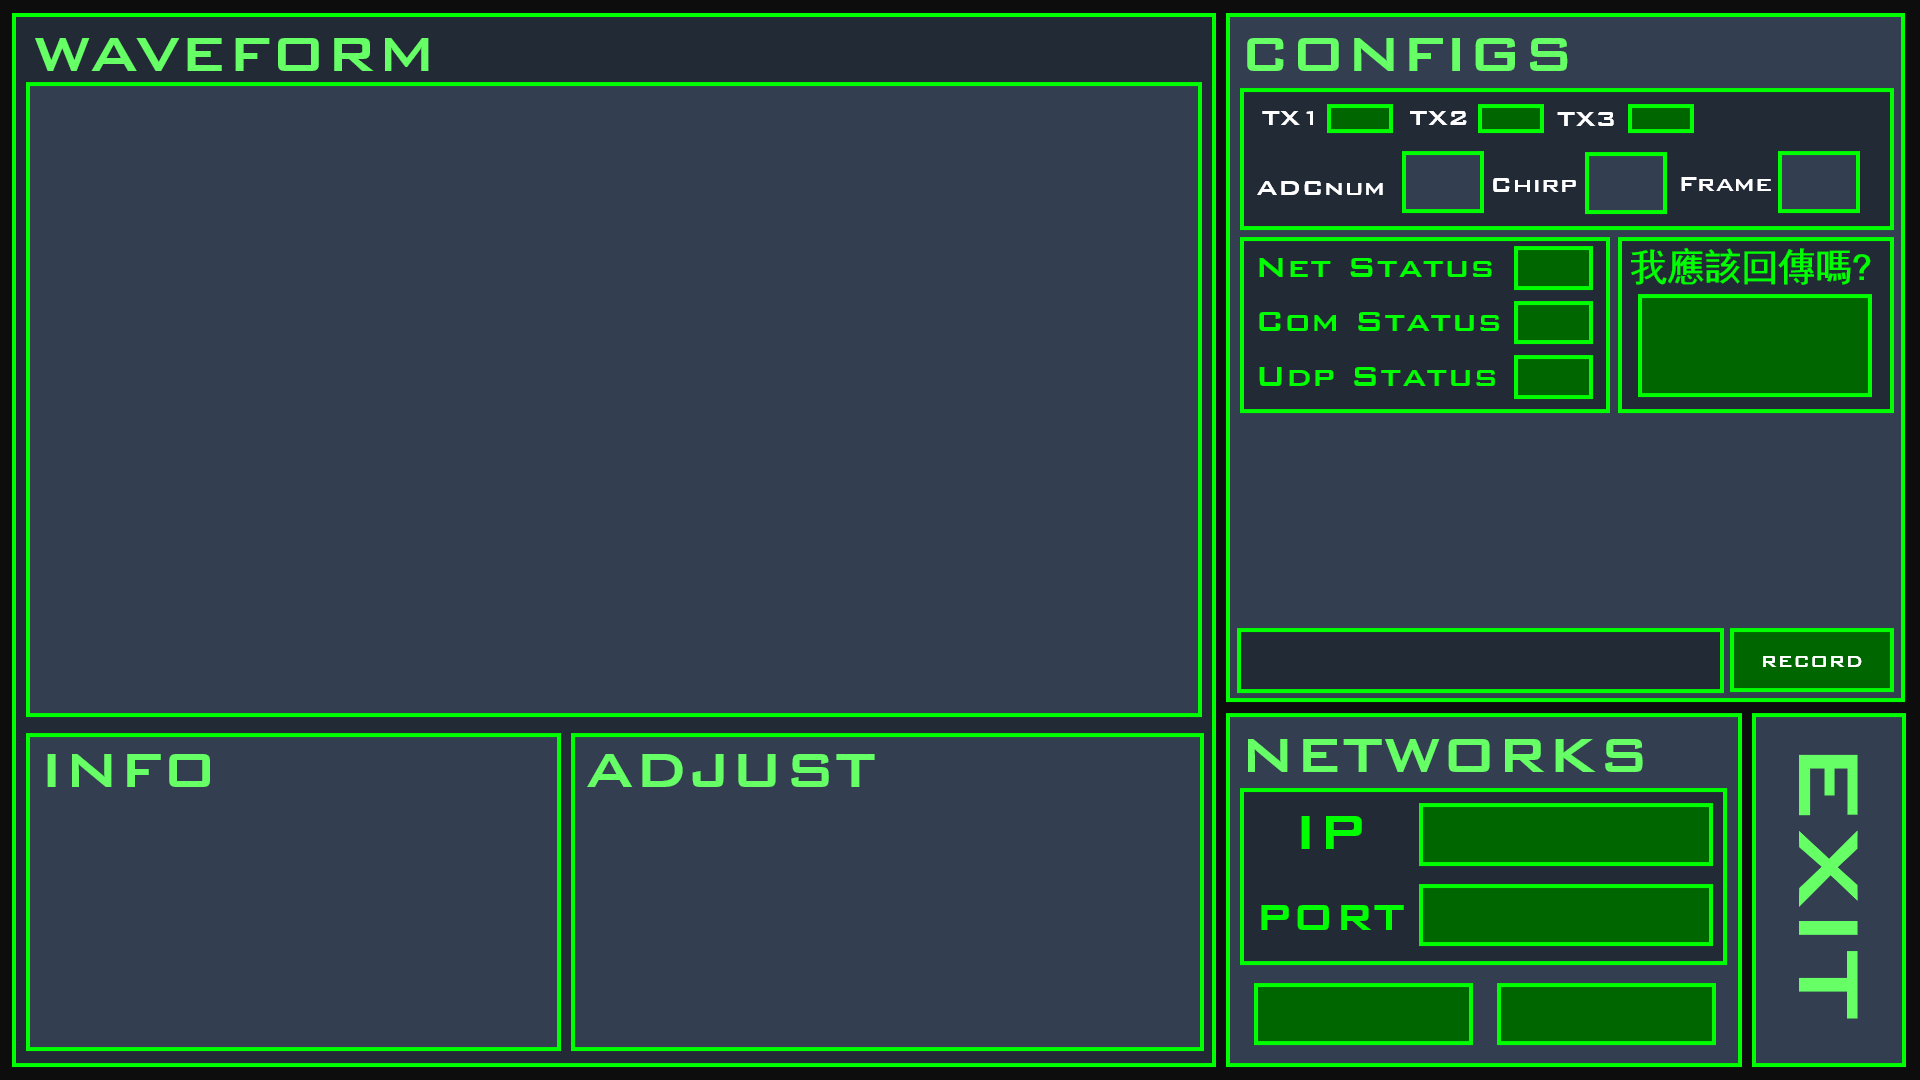 WAVEFORM
INFO
ADJUST
CONFIGS
TX1 TX2 TX3
ADCNUM CHIRP FRAME
NET STATUS
COM STATUS
UDP STATUS
我應該回傳嗎?
RECORD
NETWORKS
IP
PORT
EXIT